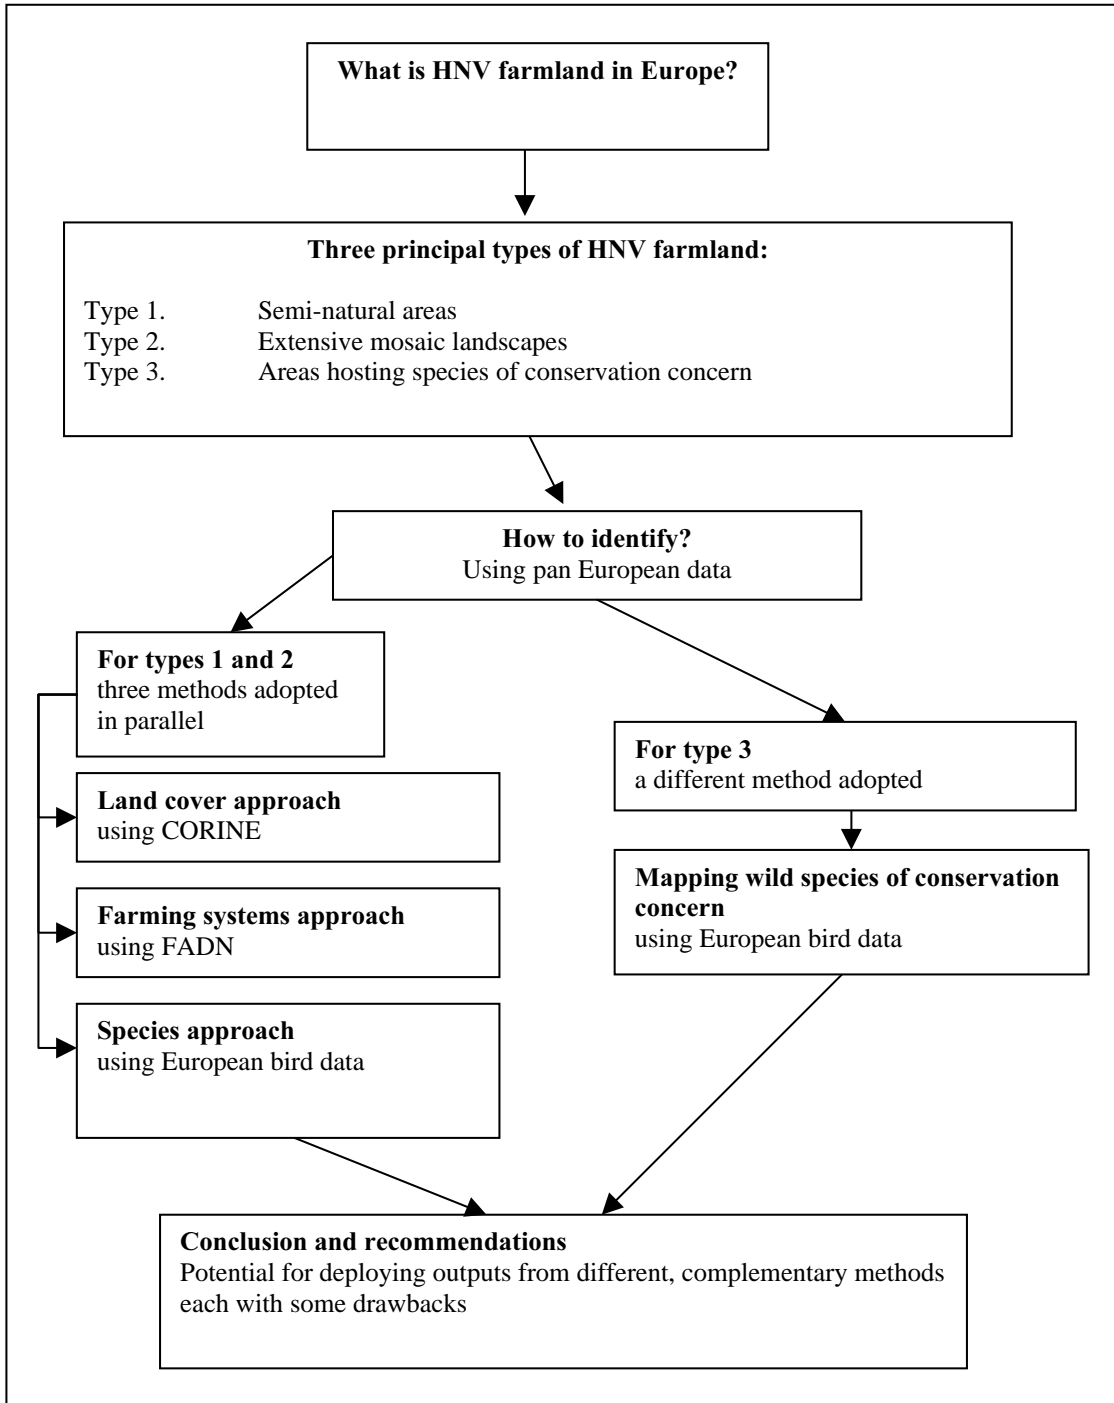 What is HNV farmland in Europe?
Three principal types of HNV farmland:
Type 1. Semi-natural areas
Type 2. Extensive mosaic landscapes
Type 3. Areas hosting species of conservation concern
How to identify?
Using pan European data
For types 1 and 2
three methods adopted
in parallel
Land cover approach
using CORINE
Farming systems approach
using FADN
Species approach
using European bird data
For type 3
a different method adopted
Mapping wild species of conservation
concern
using European bird data
Conclusion and recommendations
Potential for deploying outputs from different, complementary methods
each with some drawbacks